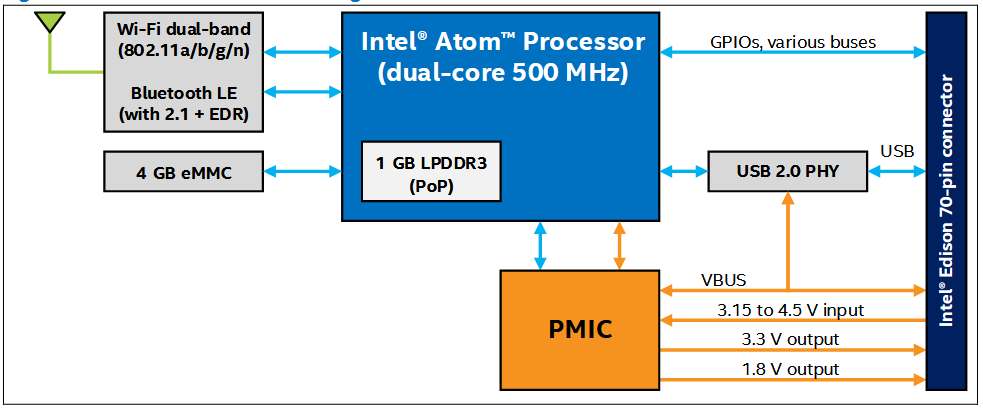 Wi-Fi dual-band
(802.11a/b/g/n)
Bluetooth LE
(with 2.1 + EDR)
4 GB eMMC
Intel® Atom™ Processor
(dual-core 500 MHz)
1 GB LPDDR3
(PoP)
GPIOs, various buses
USB 2.0 PHY
USB
PMIC
VBUS
3.15 to 4.5 V input
3.3 V output
1.8 V output
Intel® Edison 70-pin connector